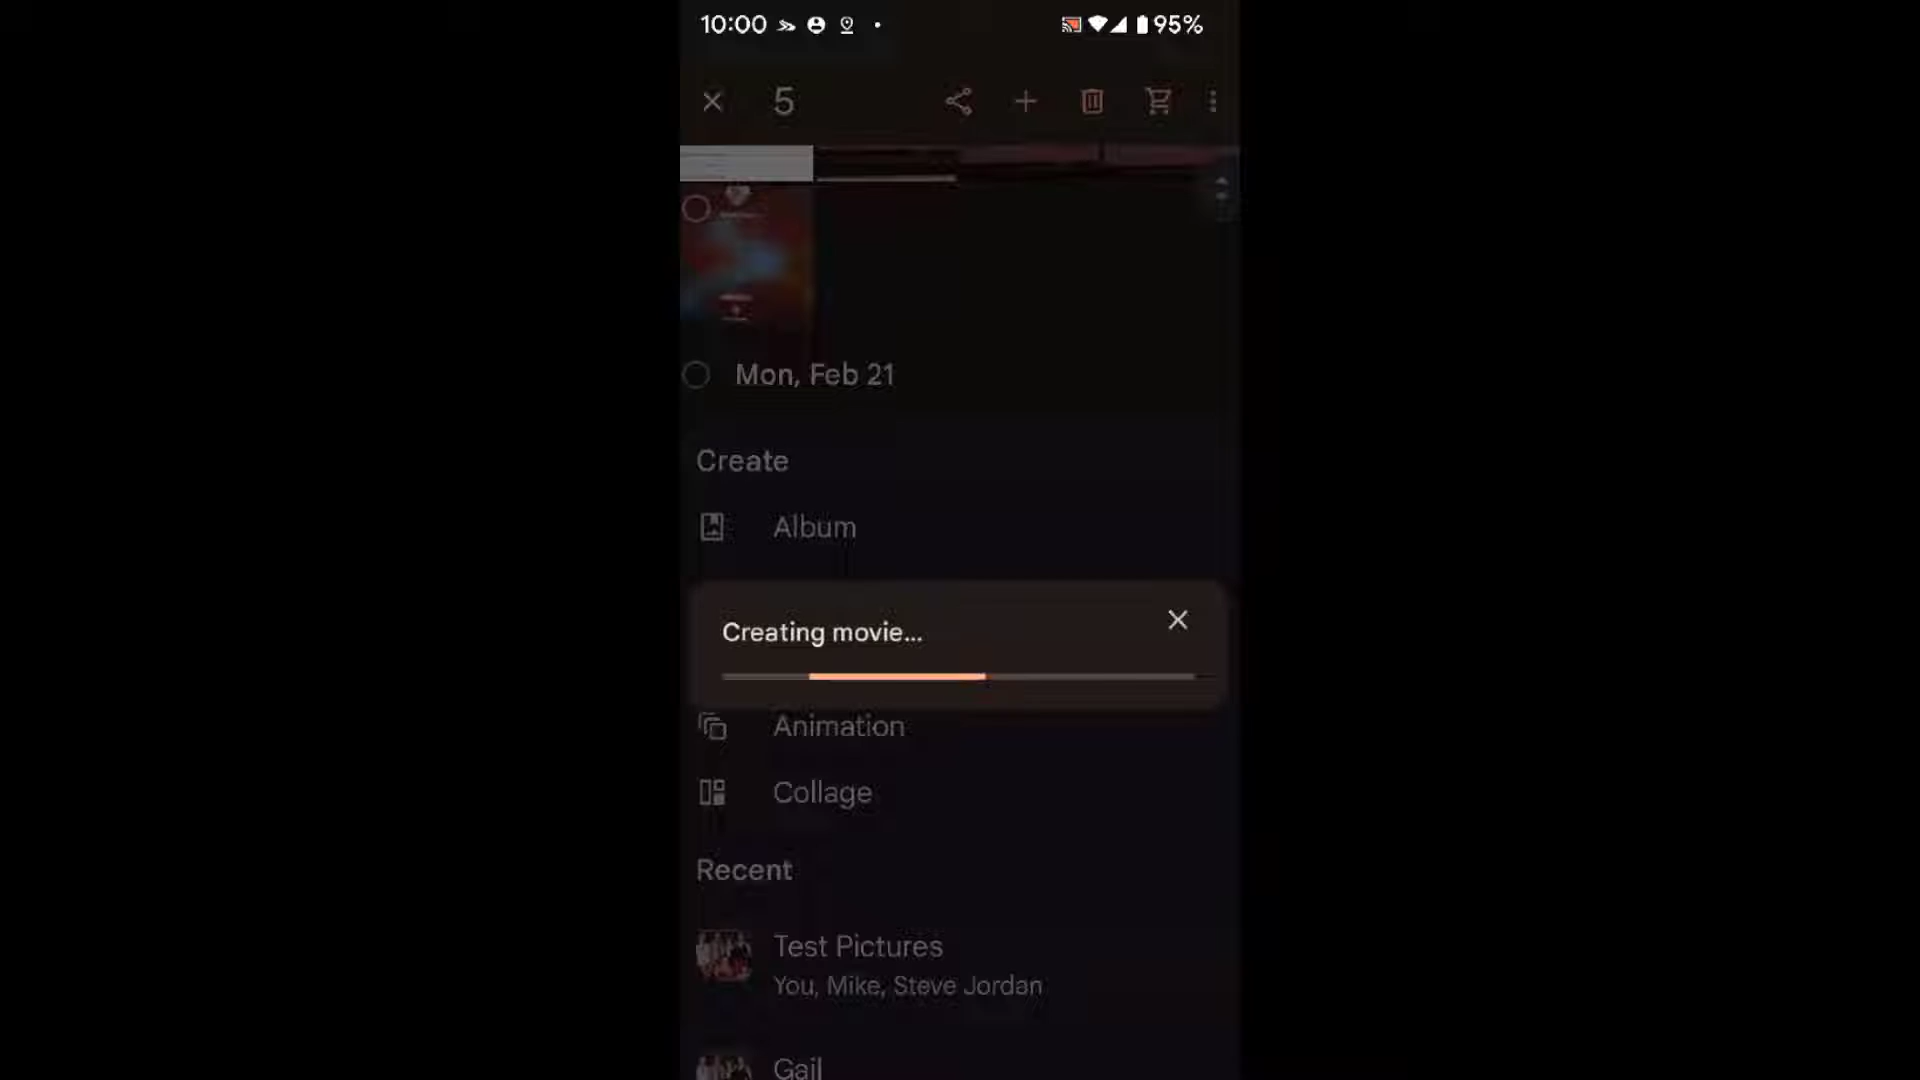 10:00 95%
5
Mon, Feb 21
Create
Album
Creating movie...
Animation
Collage
Recent
Test Pictures
You, Mike, Steve Jordan
Gail